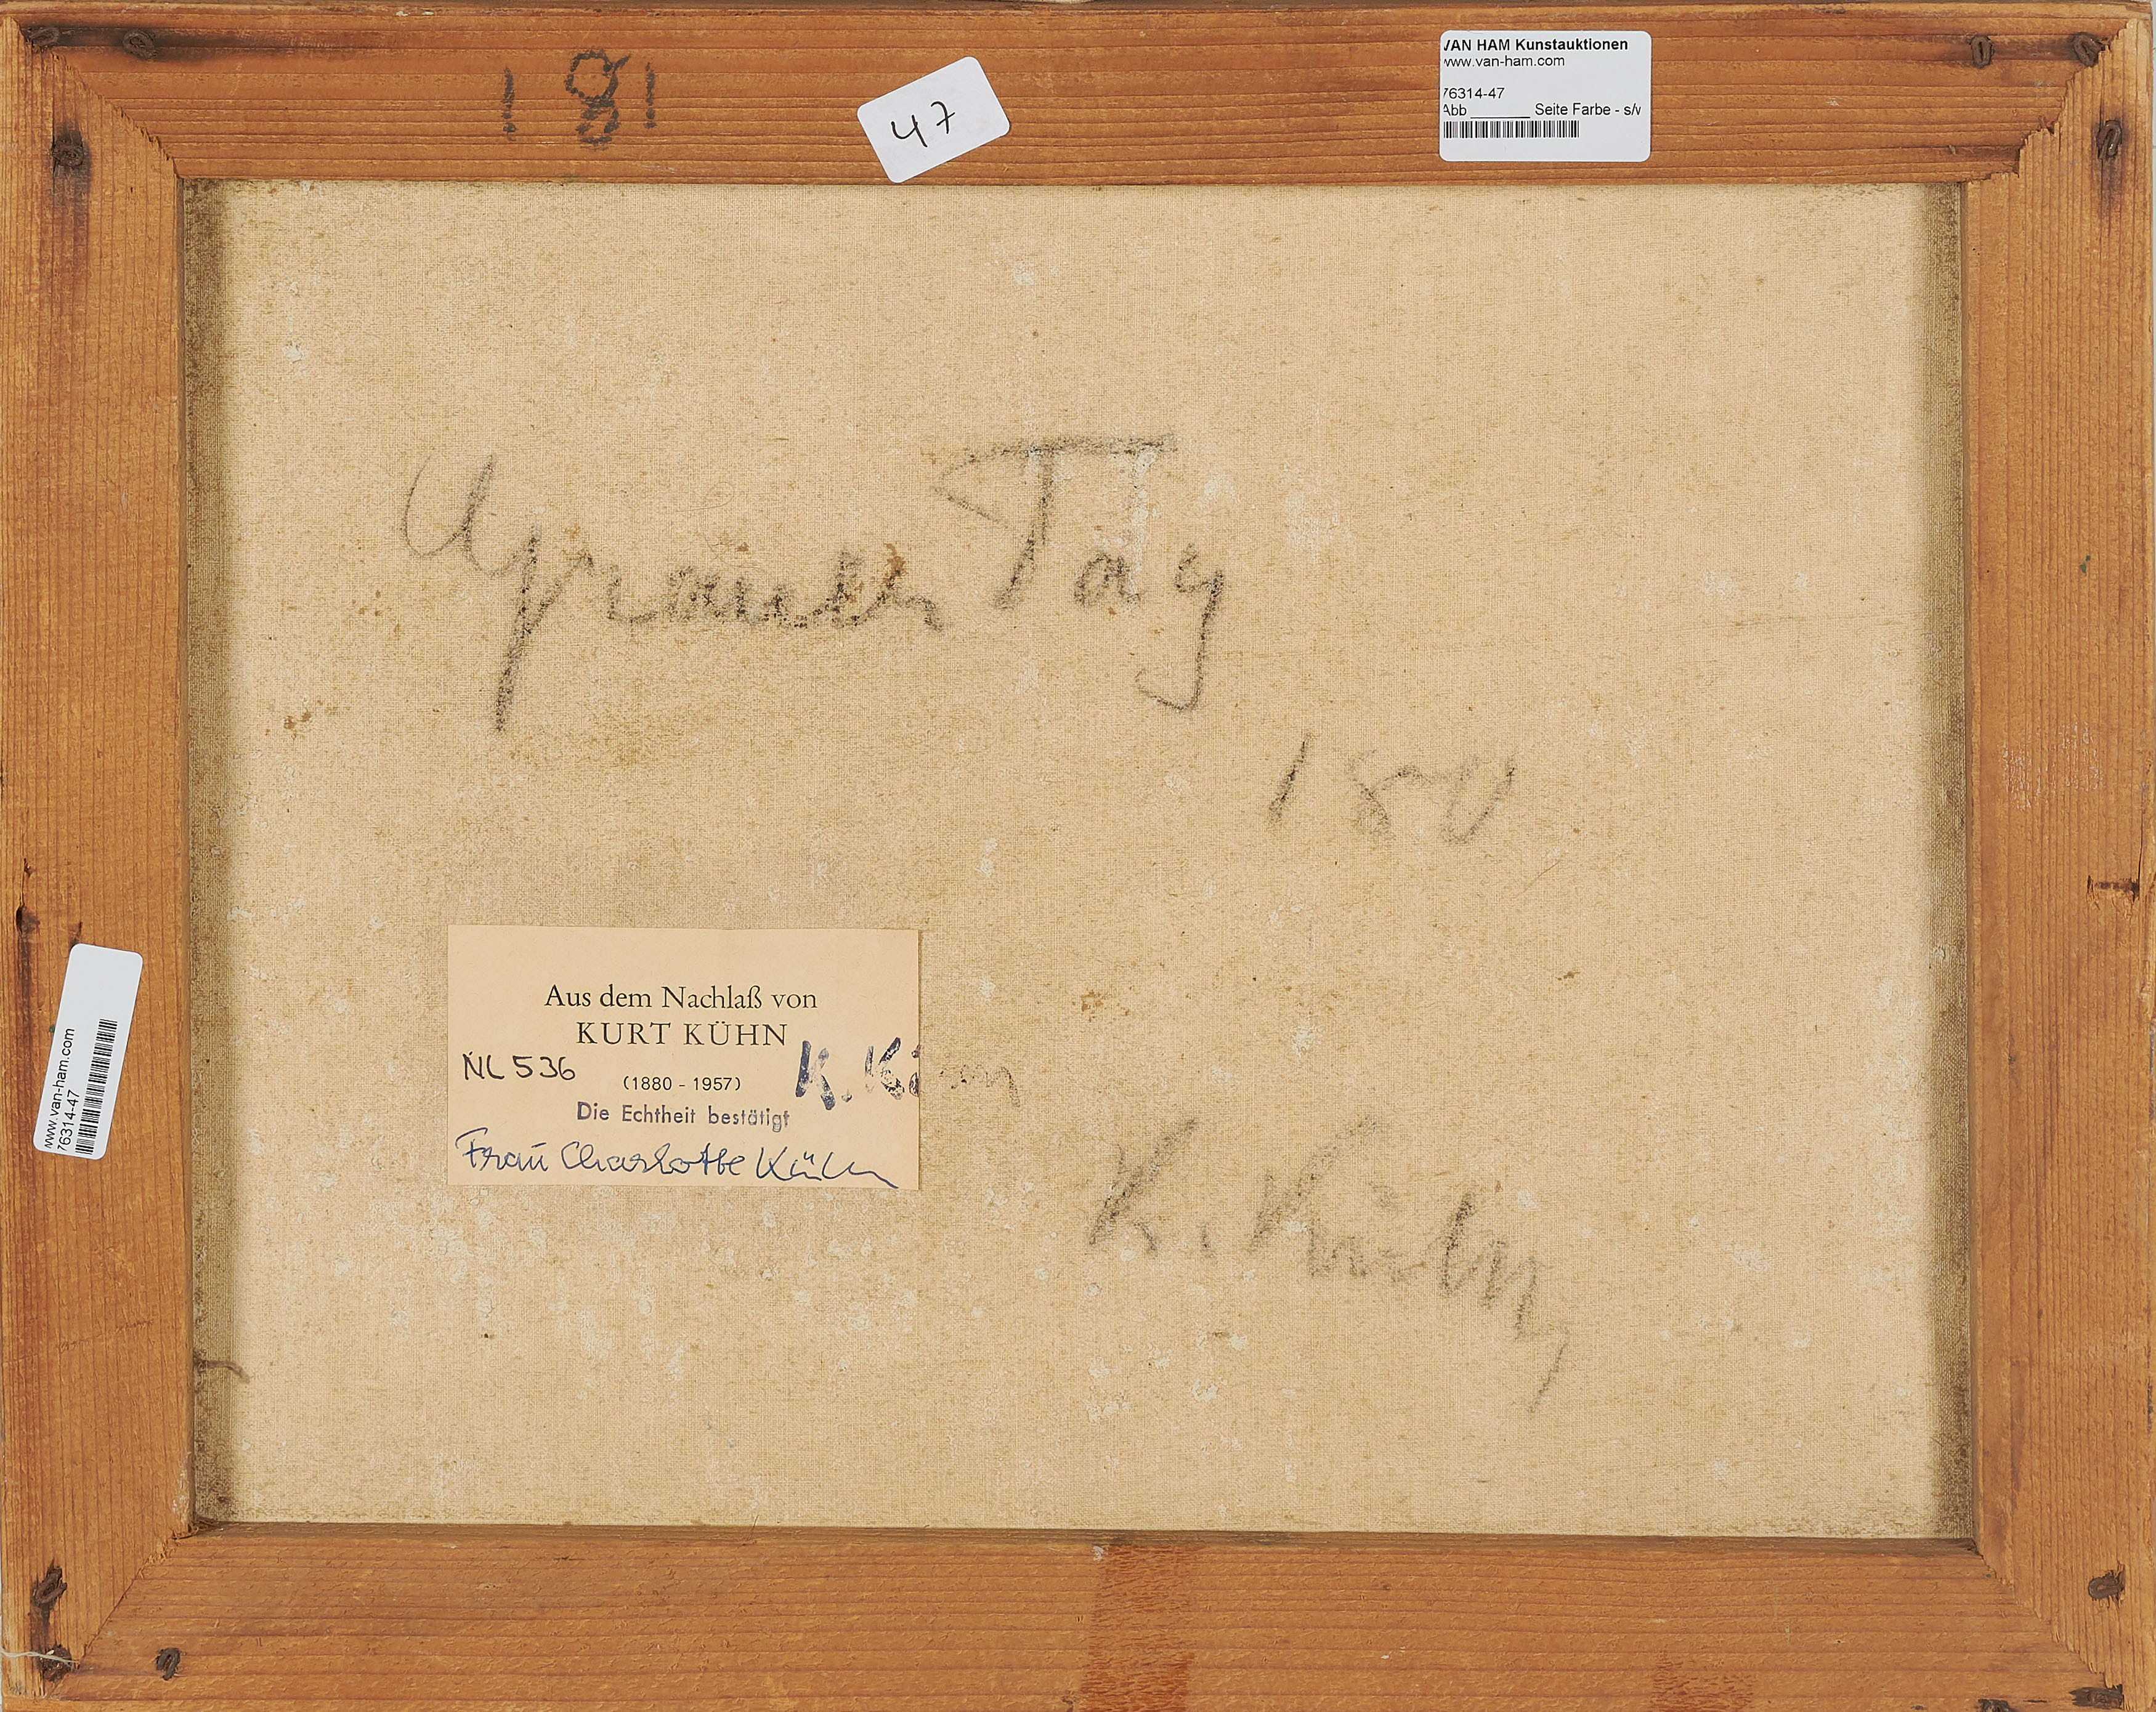 181
47
VAN HAM Kunstauktionen
www.van-ham.com
76314-47
Abb ______ Seite Farbe - s/
Grauer Tag
180
Aus dem Nachlaß von
KURT KÜHN
NL 536
(1880 - 1957)
K. Kühn
Die Echtheit bestätigt
Frau Charlotte Kühn
K. Kühn
www.van-ham.com
76314-47